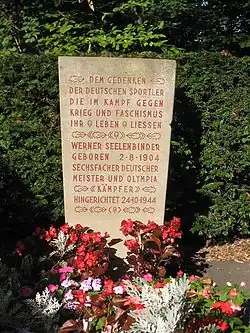 DEM GEDENKEN
DER DEUTSCHEN SPORTLER
DIE IM KAMPF GEGEN
KRIEG UND FASCHISMUS
IHR LEBEN LIESSEN
WERNER SEELENBINDER
GEBOREN 2·8·1904
SECHSFACHER DEUTSCHER
MEISTER UND OLYMPIA
KÄMPFER
HINGERICHTET 24·10·1944